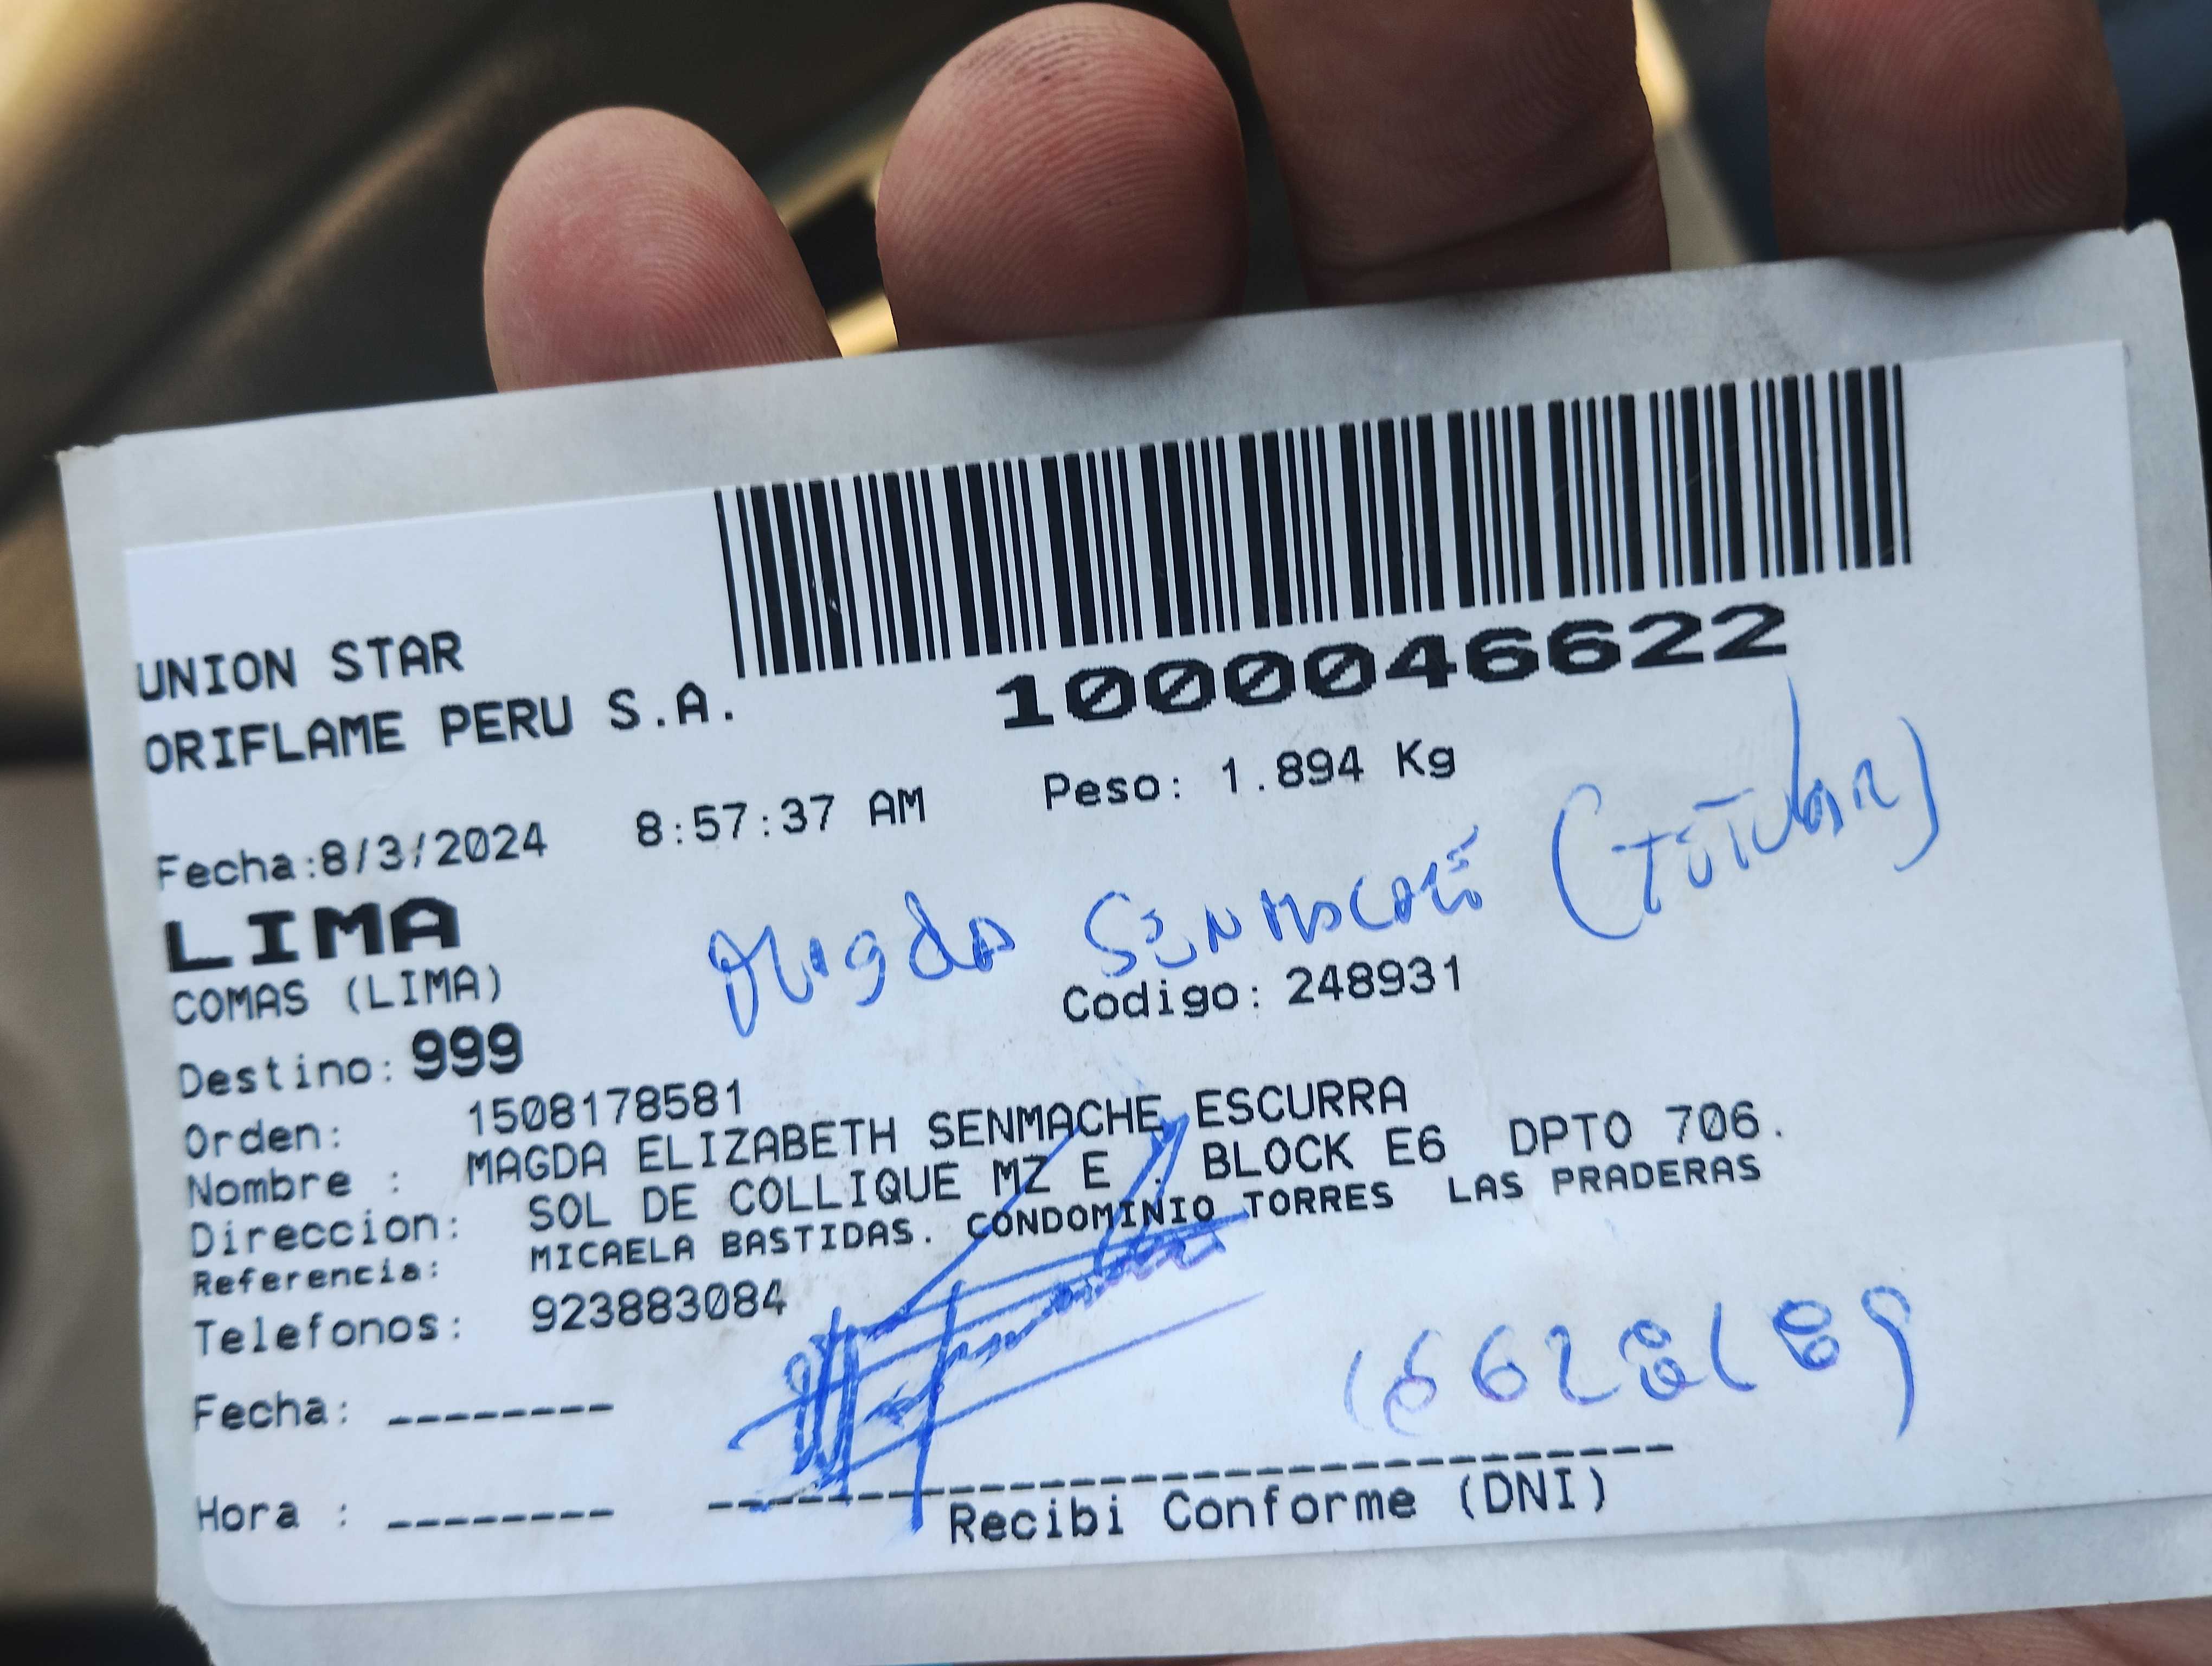 1000046622
UNION STAR
ORIFLAME PERU S.A.
Fecha:8/3/2024 8:57:37 AM Peso: 1.894 Kg
LIMA
COMAS (LIMA)
Magda Senmache (Titular)
Codigo: 248931
Destino: 999
Orden: 1508178581
Nombre : MAGDA ELIZABETH SENMACHE ESCURRA
Direccion: SOL DE COLLIQUE MZ E . BLOCK E6 DPTO 706.
Referencia: MICAELA BASTIDAS. CONDOMINIO TORRES LAS PRADERAS
Telefonos: 923883084
Fecha: --------
Hora : --------
Recibi Conforme (DNI)